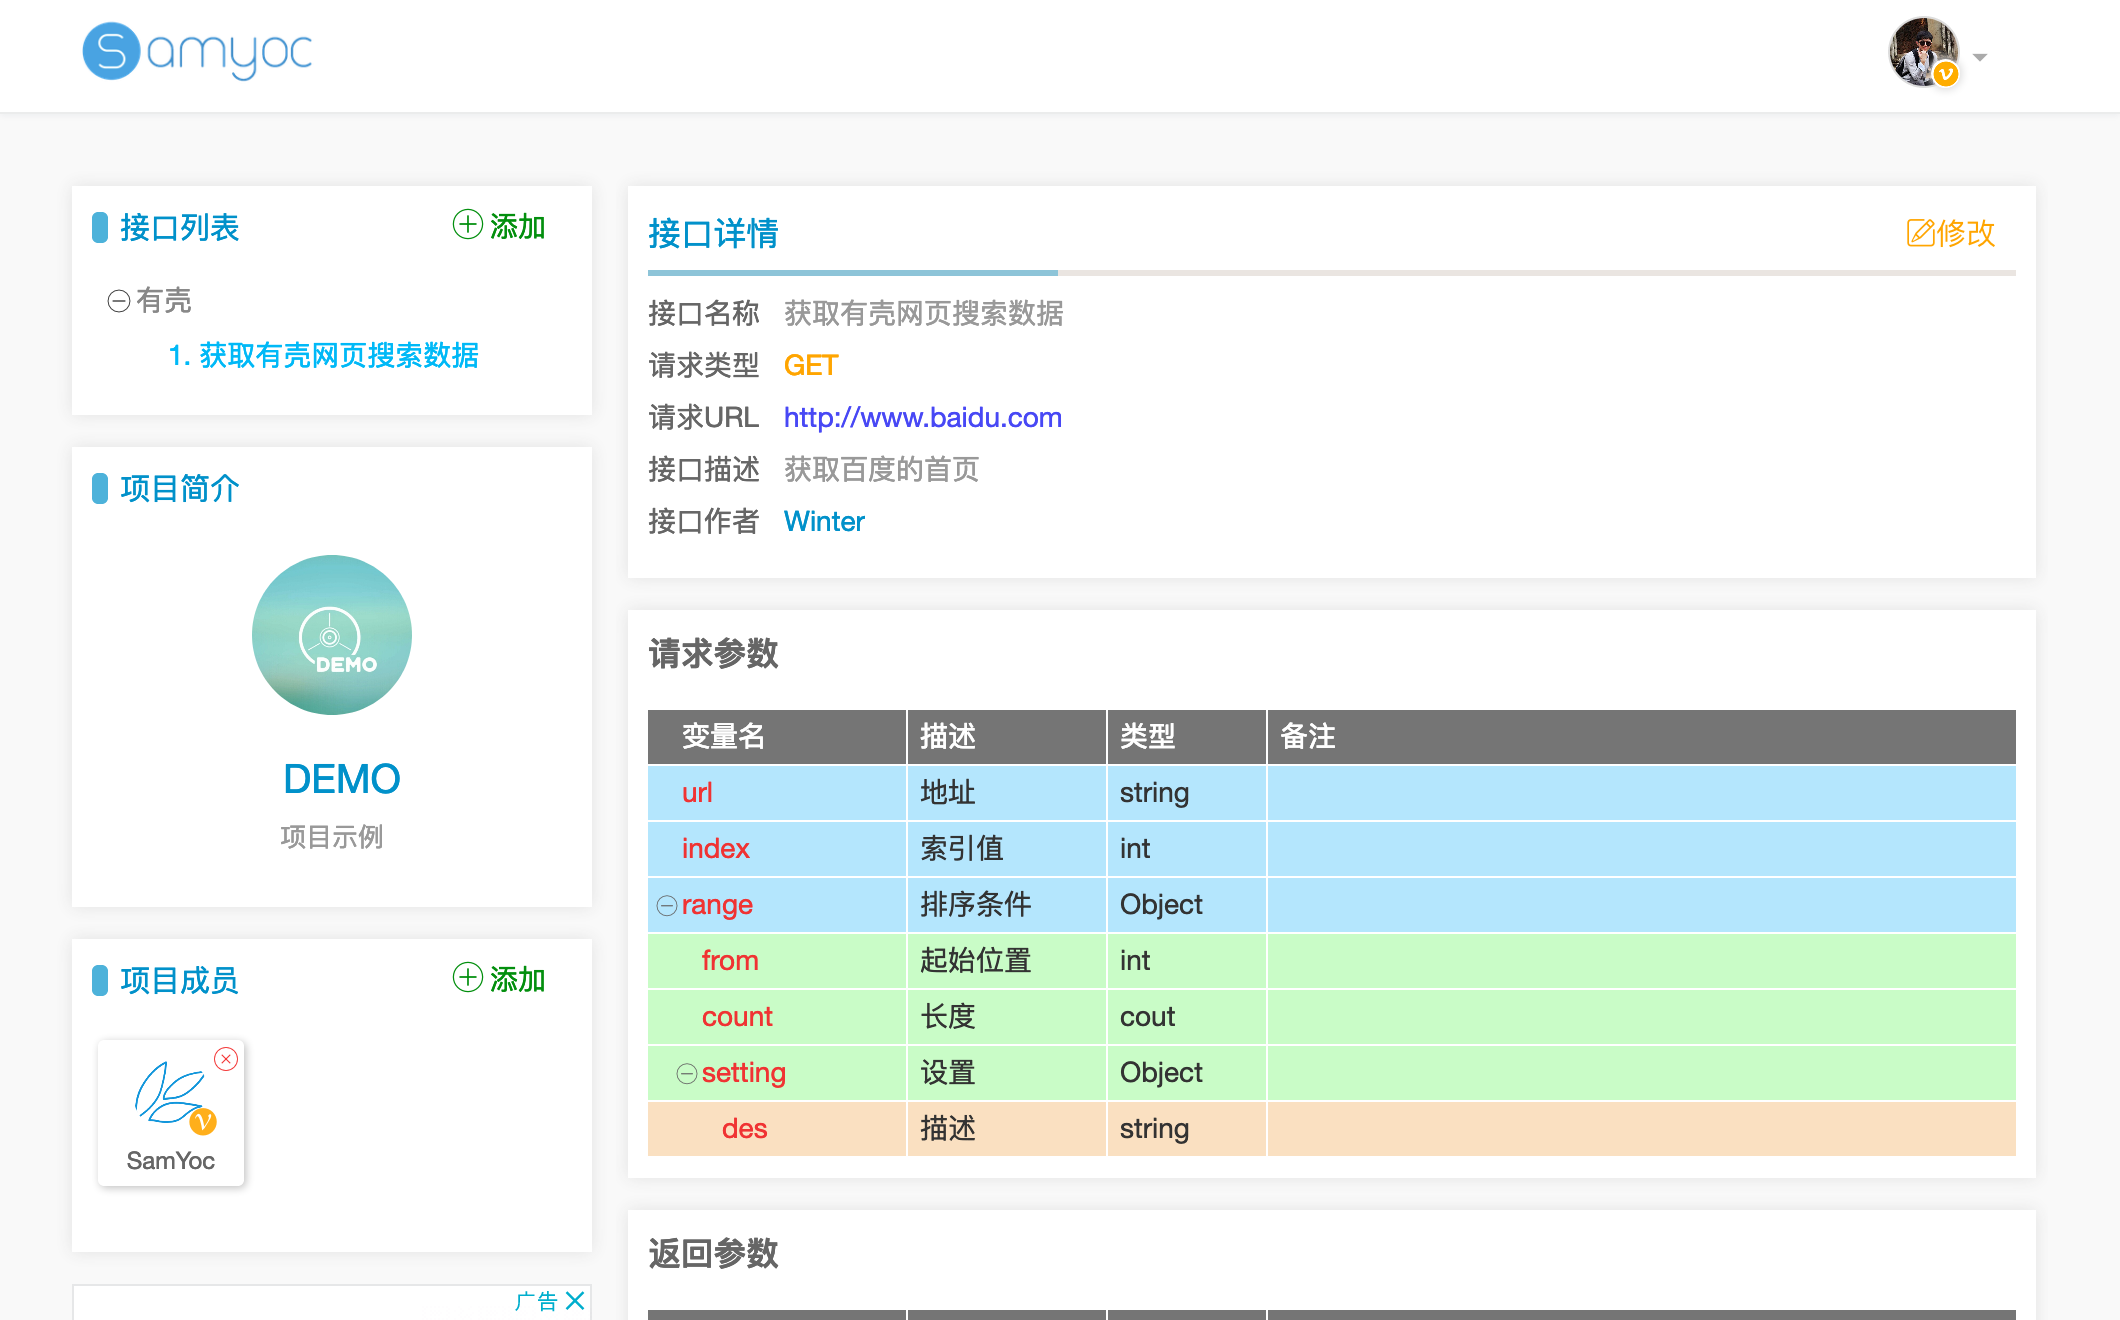 Samyoc
接口列表
添加
有壳
1. 获取有壳网页搜索数据
项目简介
DEMO
DEMO
项目示例
项目成员
添加
SamYoc
广告
接口详情
修改
接口名称 获取有壳网页搜索数据
请求类型 GET
请求URL http://www.baidu.com
接口描述 获取百度的首页
接口作者 Winter
请求参数
变量名 描述 类型 备注
url 地址 string
index 索引值 int
range 排序条件 Object
from 起始位置 int
count 长度 cout
setting 设置 Object
des 描述 string
返回参数